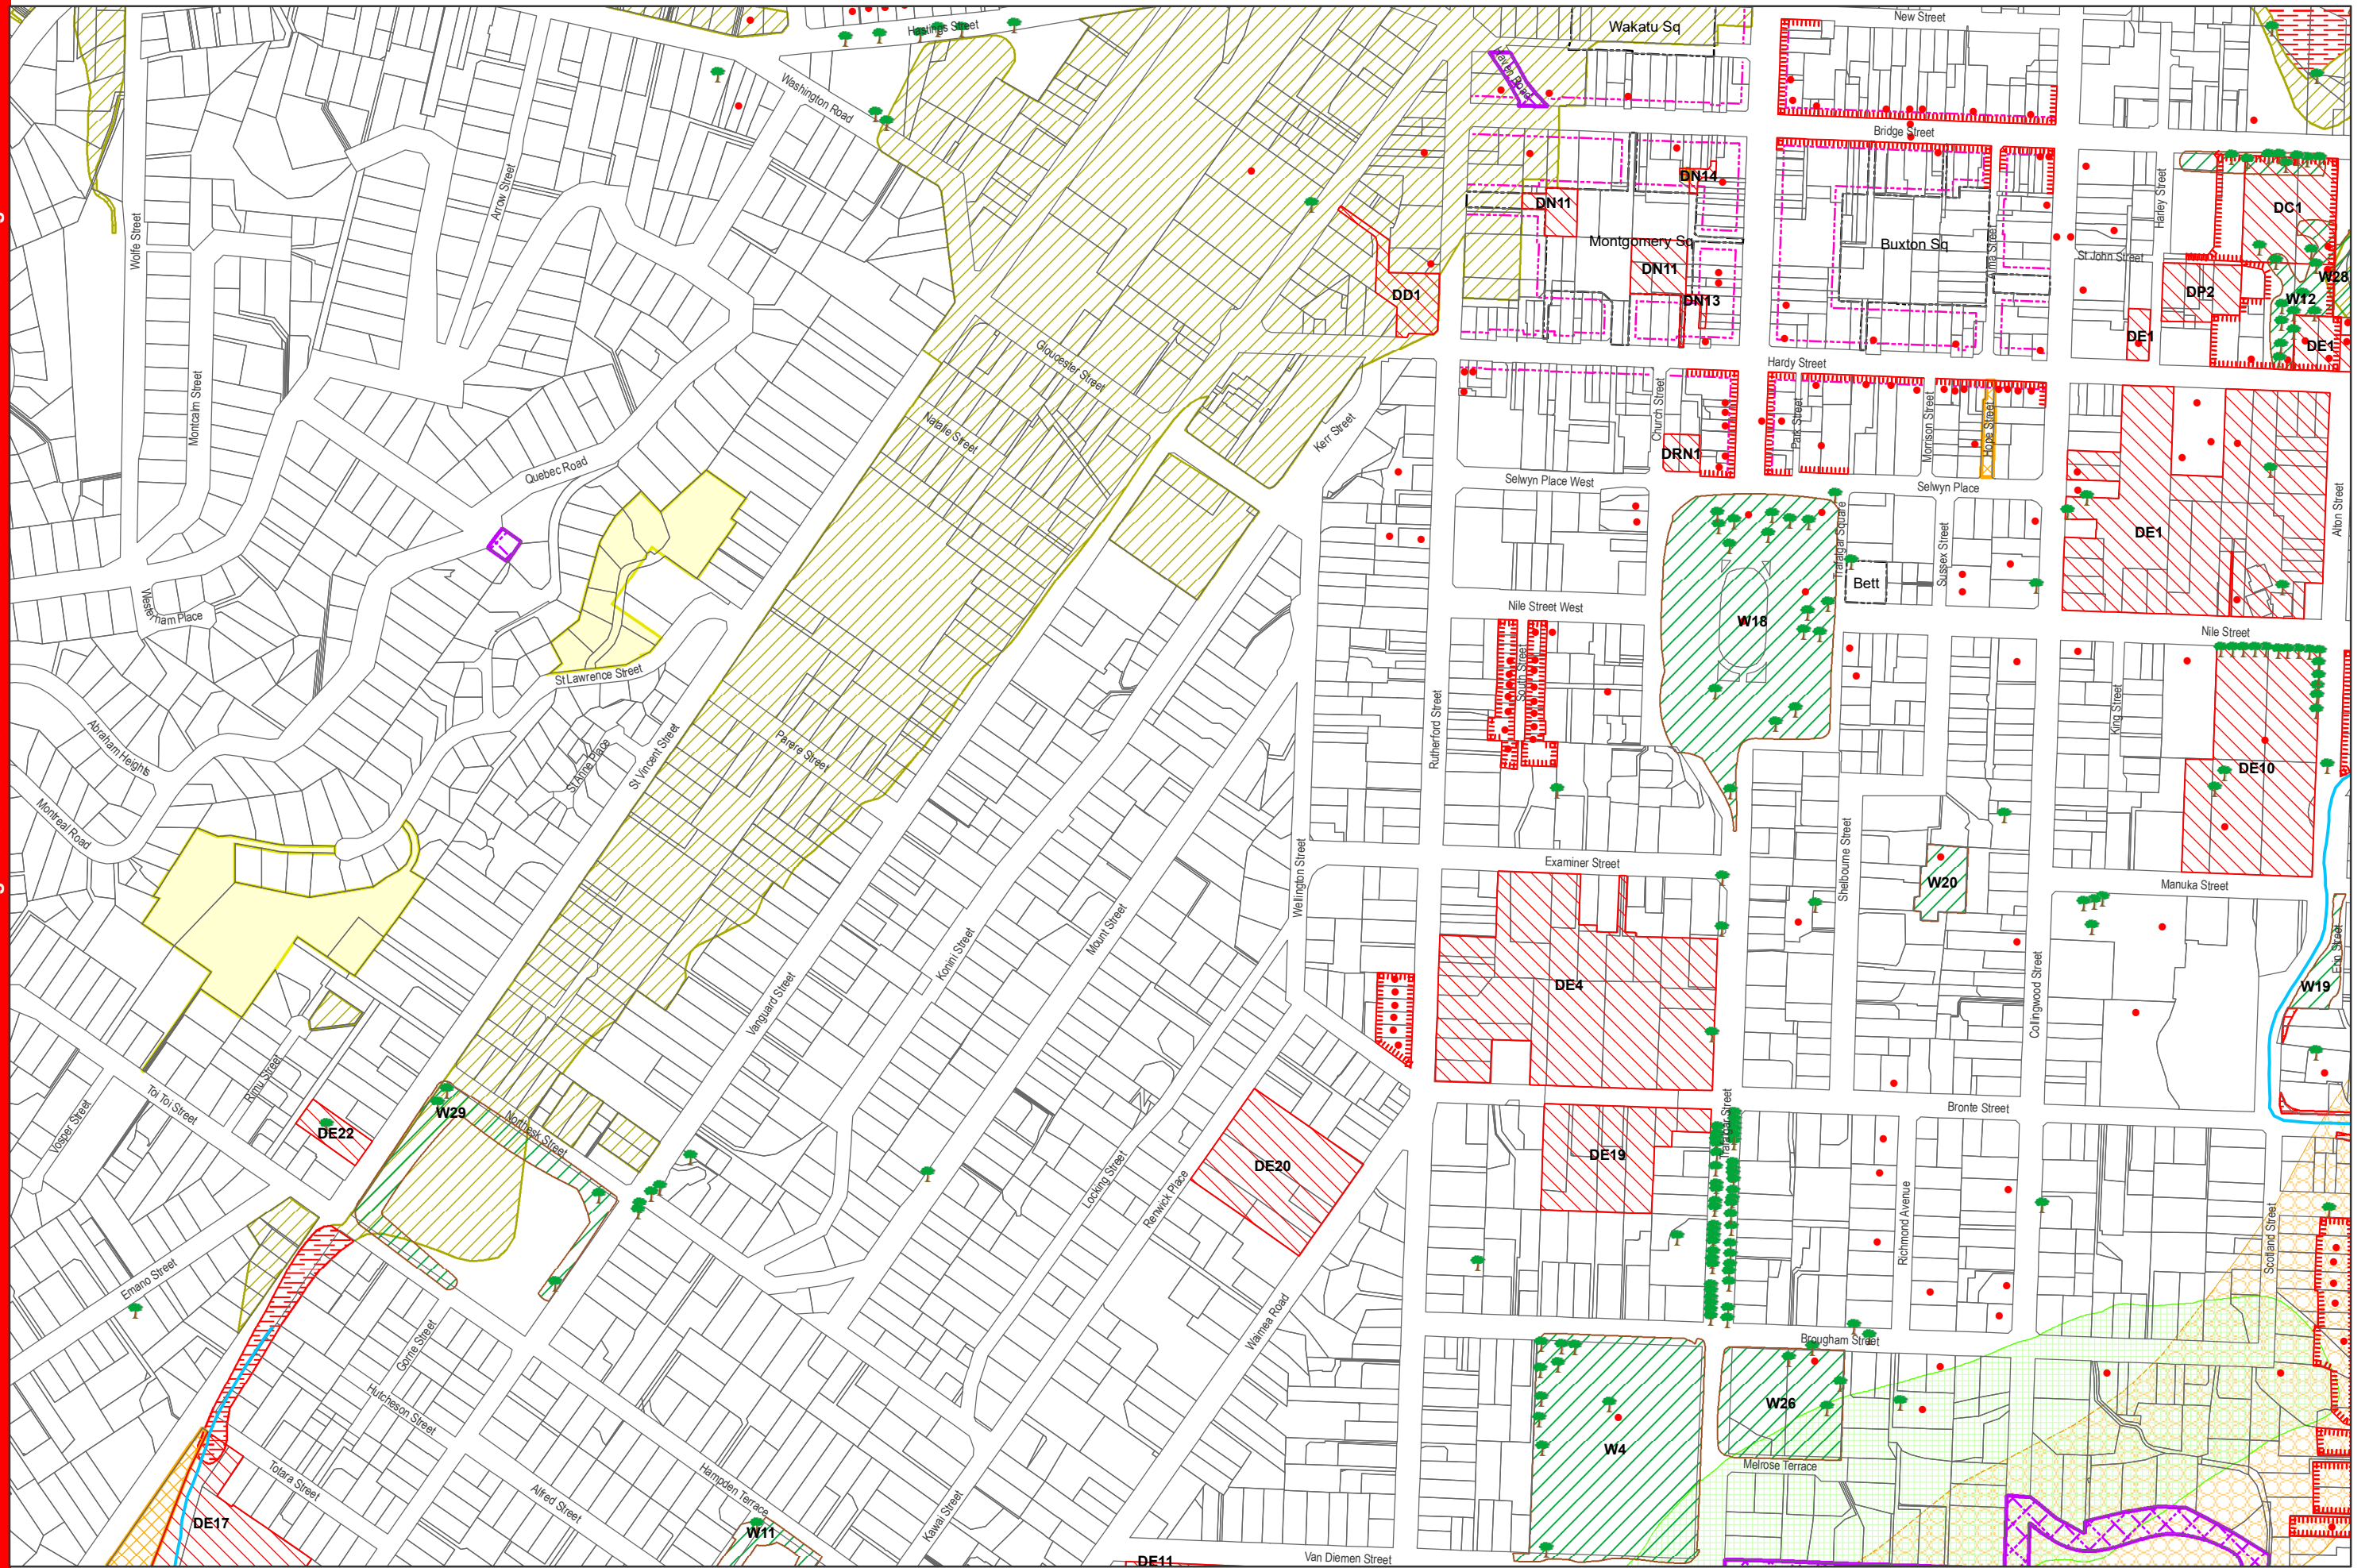 Wakatu Sq
New Street
Hastings Street
Washington Road
Haven Road
Bridge Street
Arrow Street
Wolfe Street
DN14
DN11
Harley Street
DC1
Montgomery Sq
Buxton Sq
Alma Street
St John Street
DN11
DD1
DN13
DP2
W12
W28
DE1
DE1
Gloucester Street
Hardy Street
Montcalm Street
Natalie Street
Kerr Street
Church Street
Park Street
Morrison Street
Hope Street
Quebec Road
DRN1
Selwyn Place West
Selwyn Place
Alton Street
DE1
Trafalgar Square
Sussex Street
Bett
Westerham Place
Nile Street West
W18
Nile Street
St Lawrence Street
South Street
Rutherford Street
King Street
Abraham Heights
St Anne Place
St Vincent Street
Parere Street
DE10
Montreal Road
Shelbourne Street
Examiner Street
Wellington Street
W20
Manuka Street
Mount Street
Konini Street
Vanguard Street
DE4
Collingwood Street
Erin Street
W19
Rimu Street
Toi Toi Street
Vosper Street
DE22
W29
Northesk Street
Bronte Street
Trafalgar Street
DE19
DE20
Locking Street
Renwick Place
Richmond Avenue
Scotland Street
Emano Street
Waimea Road
Gorrie Street
Brougham Street
Hutcheson Street
W26
W4
Melrose Terrace
Totara Street
Alfred Street
Hampden Terrace
Kawai Street
DE17
W11
DE11
Van Diemen Street